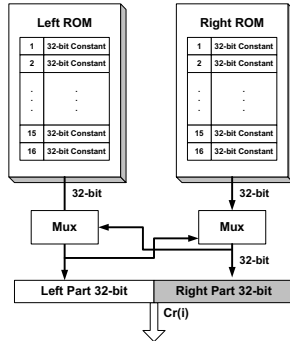 Left ROM Right ROM
1 32-bit Constant 1 32-bit Constant
2 32-bit Constant 2 32-bit Constant
. . . .
. . . .
. . . .
15 32-bit Constant 15 32-bit Constant
16 32-bit Constant 16 32-bit Constant
32-bit 32-bit
Mux Mux
32-bit
Left Part 32-bit Right Part 32-bit
Cr(i)